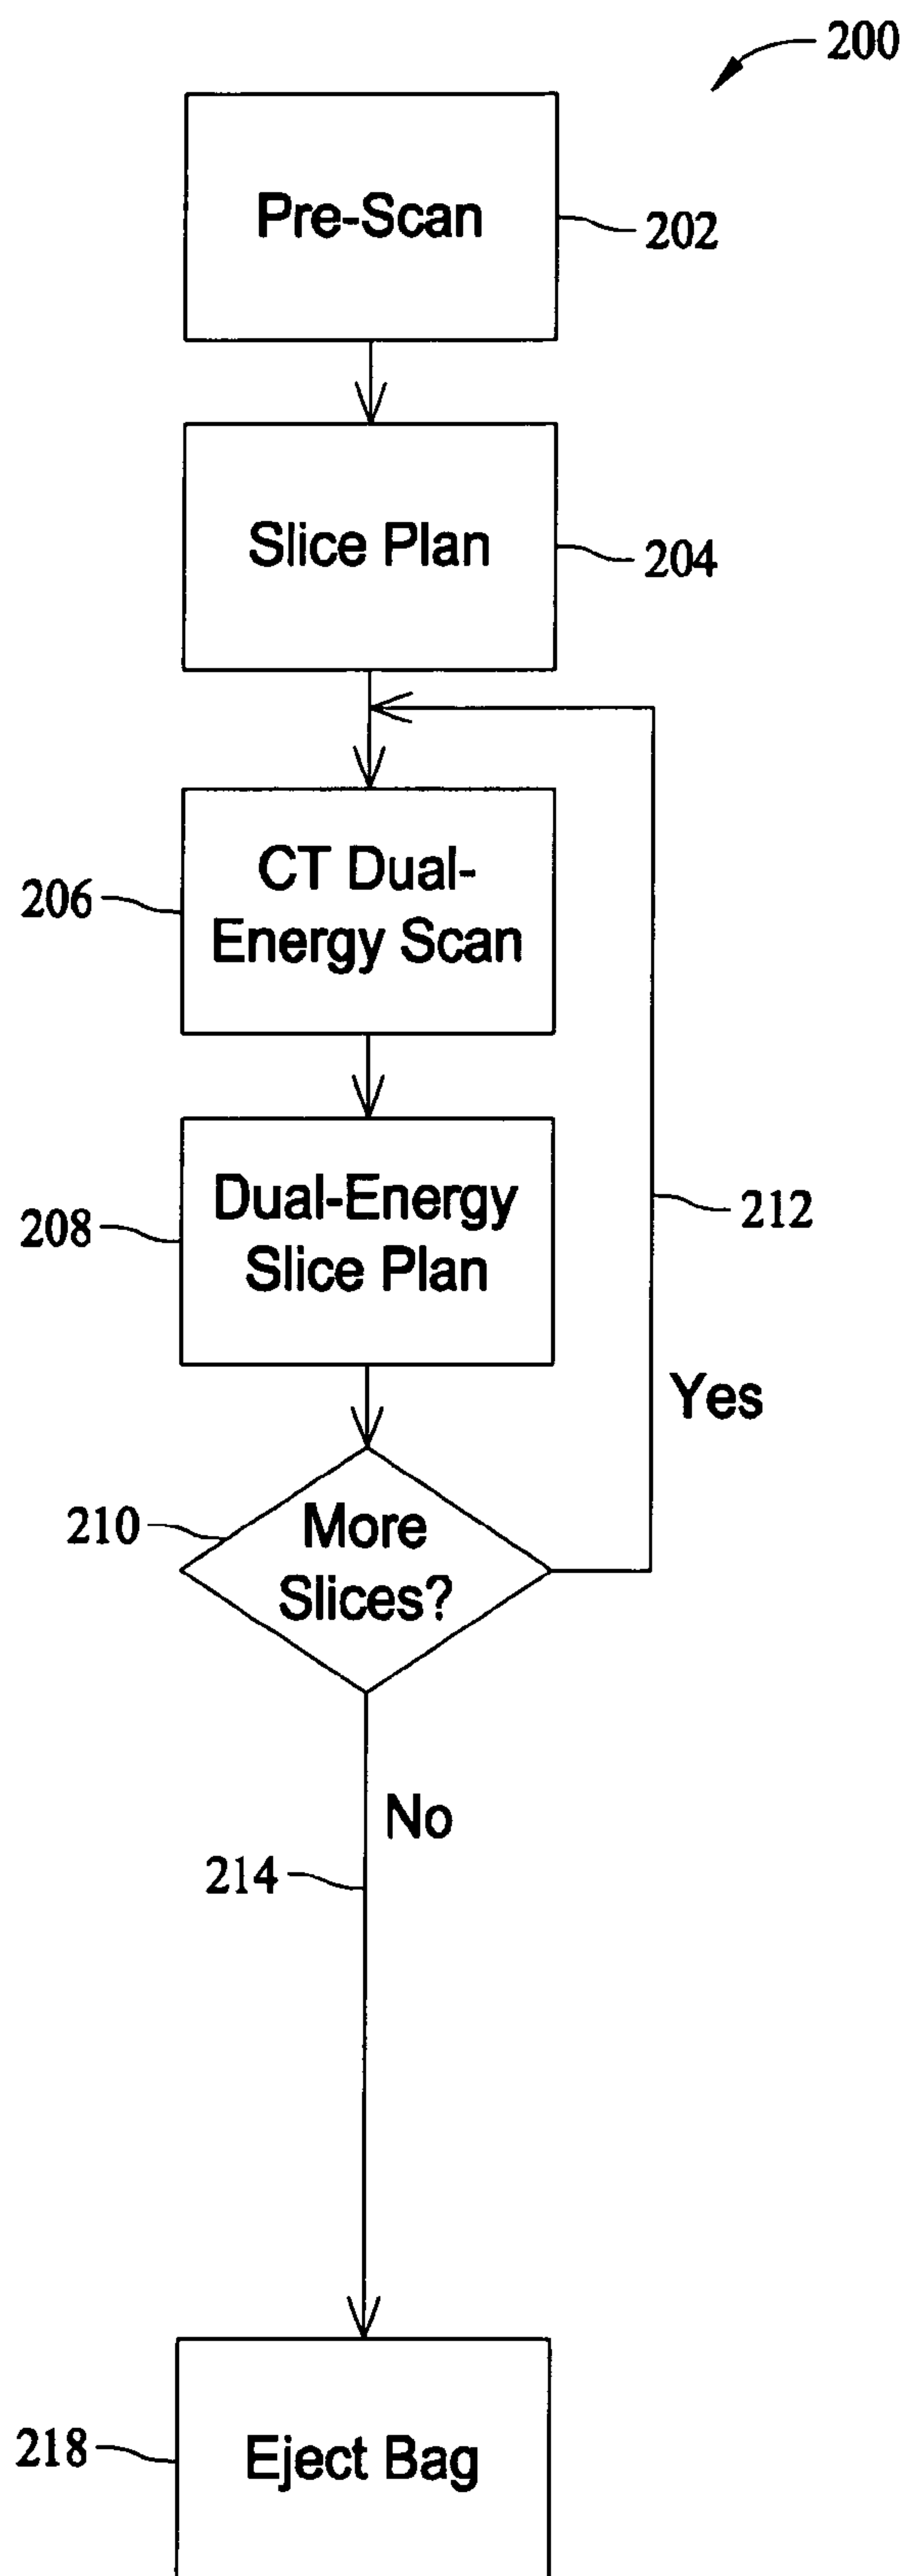 200
Pre-Scan
202
Slice Plan
204
CT Dual-
Energy Scan
206
Dual-Energy
Slice Plan
208
212
Yes
More
Slices?
210
No
214
Eject Bag
218